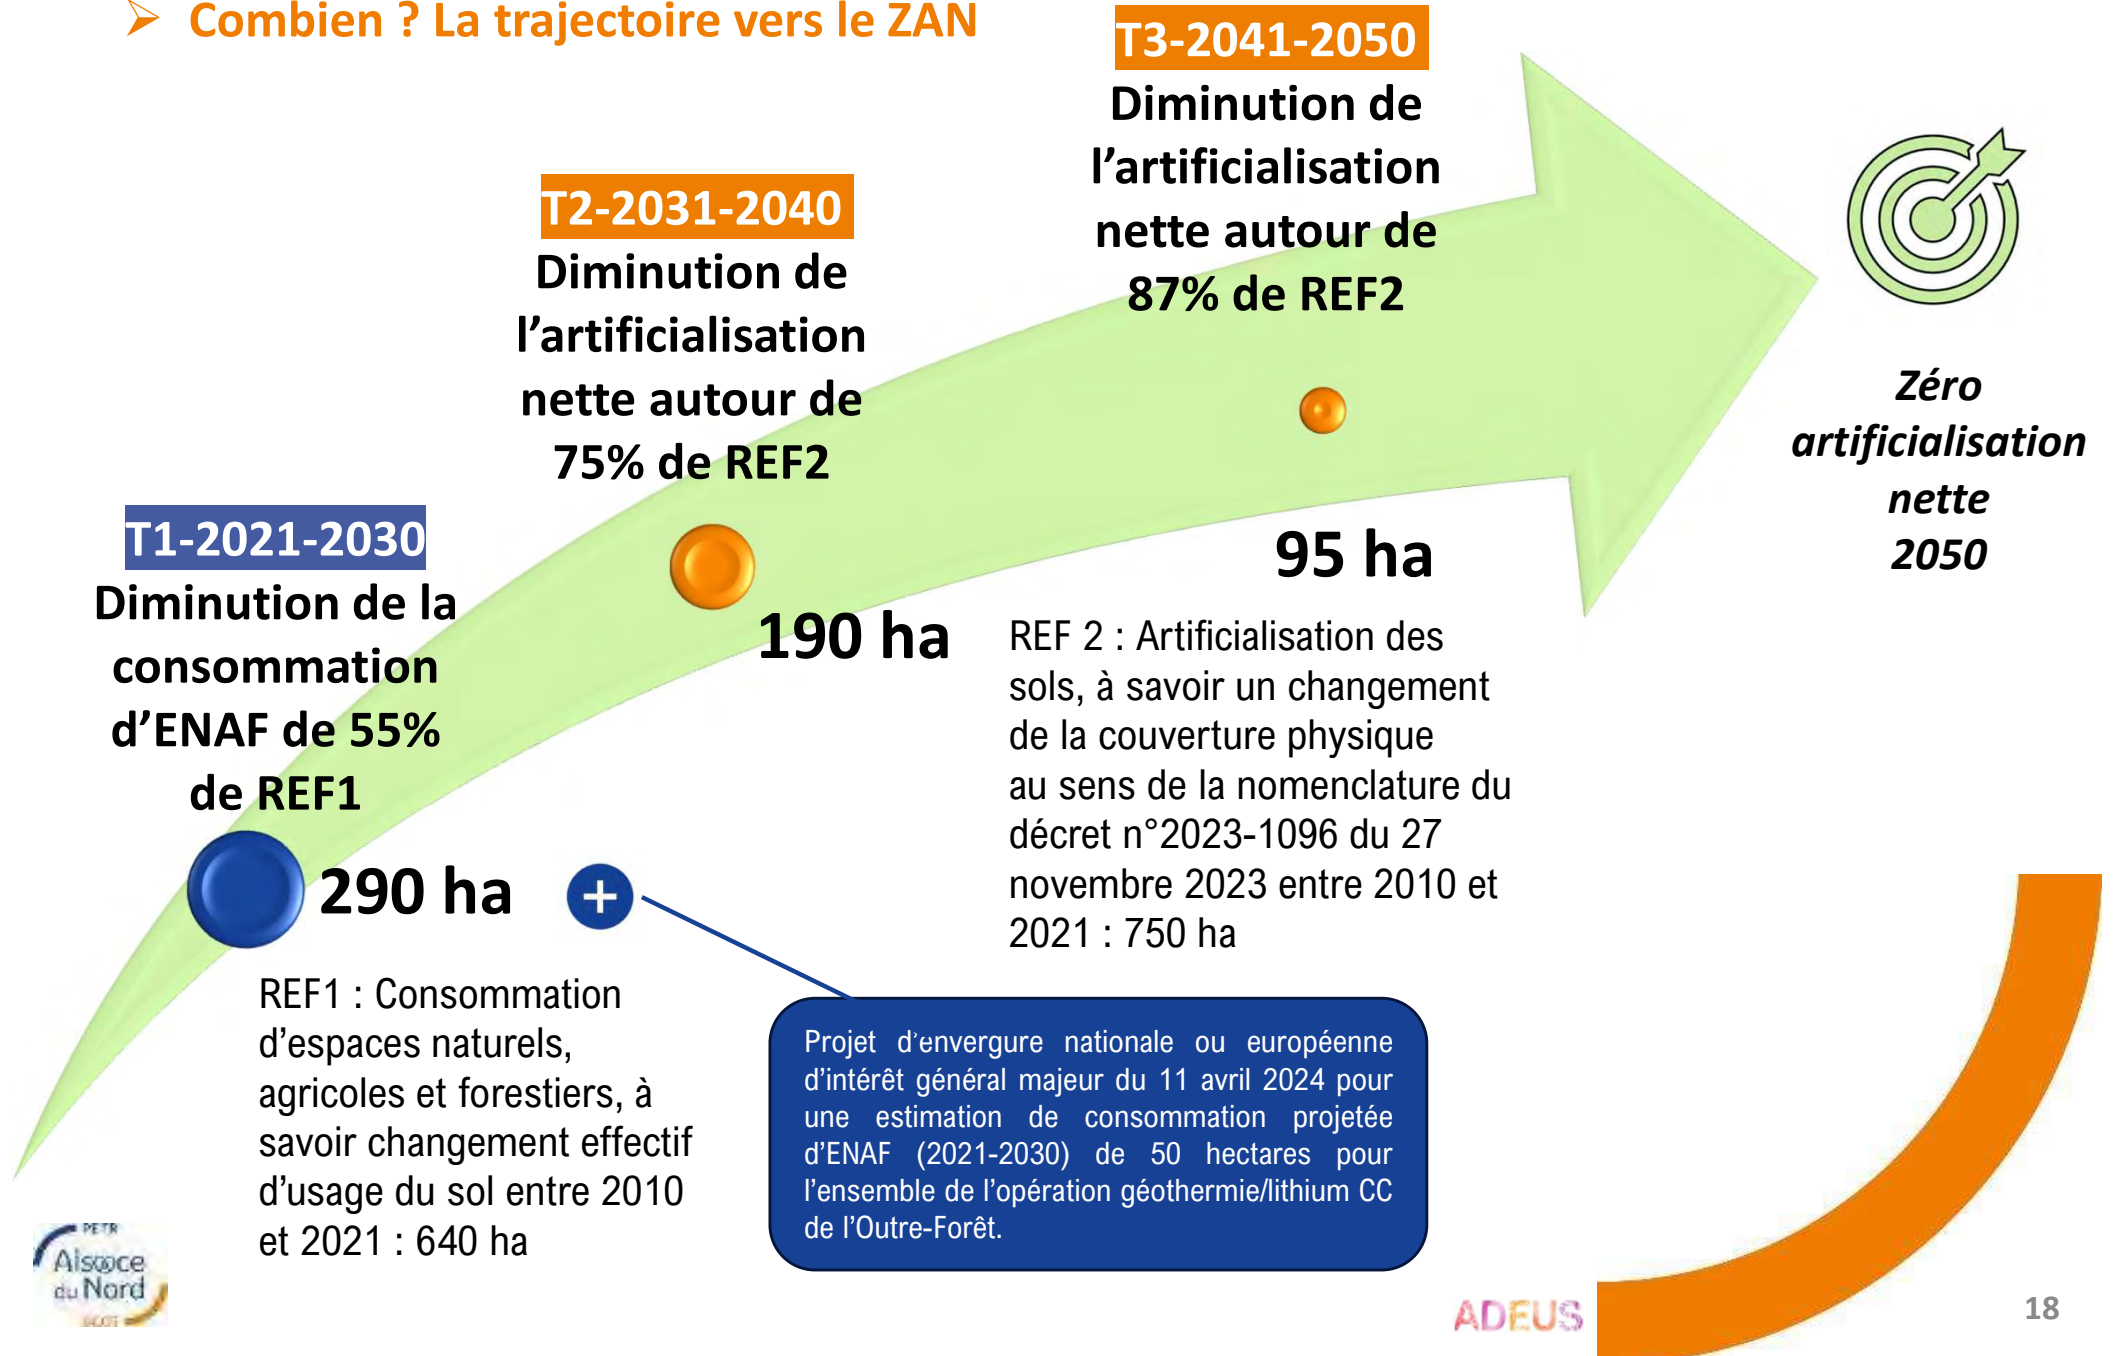 ➢ Combien ? La trajectoire vers le ZAN
T3-2041-2050
Diminution de
l’artificialisation
nette autour de
87% de REF2
T2-2031-2040
Diminution de
l’artificialisation
nette autour de
75% de REF2
T1-2021-2030
Diminution de la
consommation
d’ENAF de 55%
de REF1
Zéro
artificialisation
nette
2050
95 ha
190 ha
290 ha
+
REF 2 : Artificialisation des
sols, à savoir un changement
de la couverture physique
au sens de la nomenclature du
décret n°2023-1096 du 27
novembre 2023 entre 2010 et
2021 : 750 ha
REF1 : Consommation
d’espaces naturels,
agricoles et forestiers, à
savoir changement effectif
d’usage du sol entre 2010
et 2021 : 640 ha
Projet d’envergure nationale ou européenne
d’intérêt général majeur du 11 avril 2024 pour
une estimation de consommation projetée
d’ENAF (2021-2030) de 50 hectares pour
l’ensemble de l’opération géothermie/lithium CC
de l’Outre-Forêt.
PETR
Alsace
du Nord
ADEUS
18